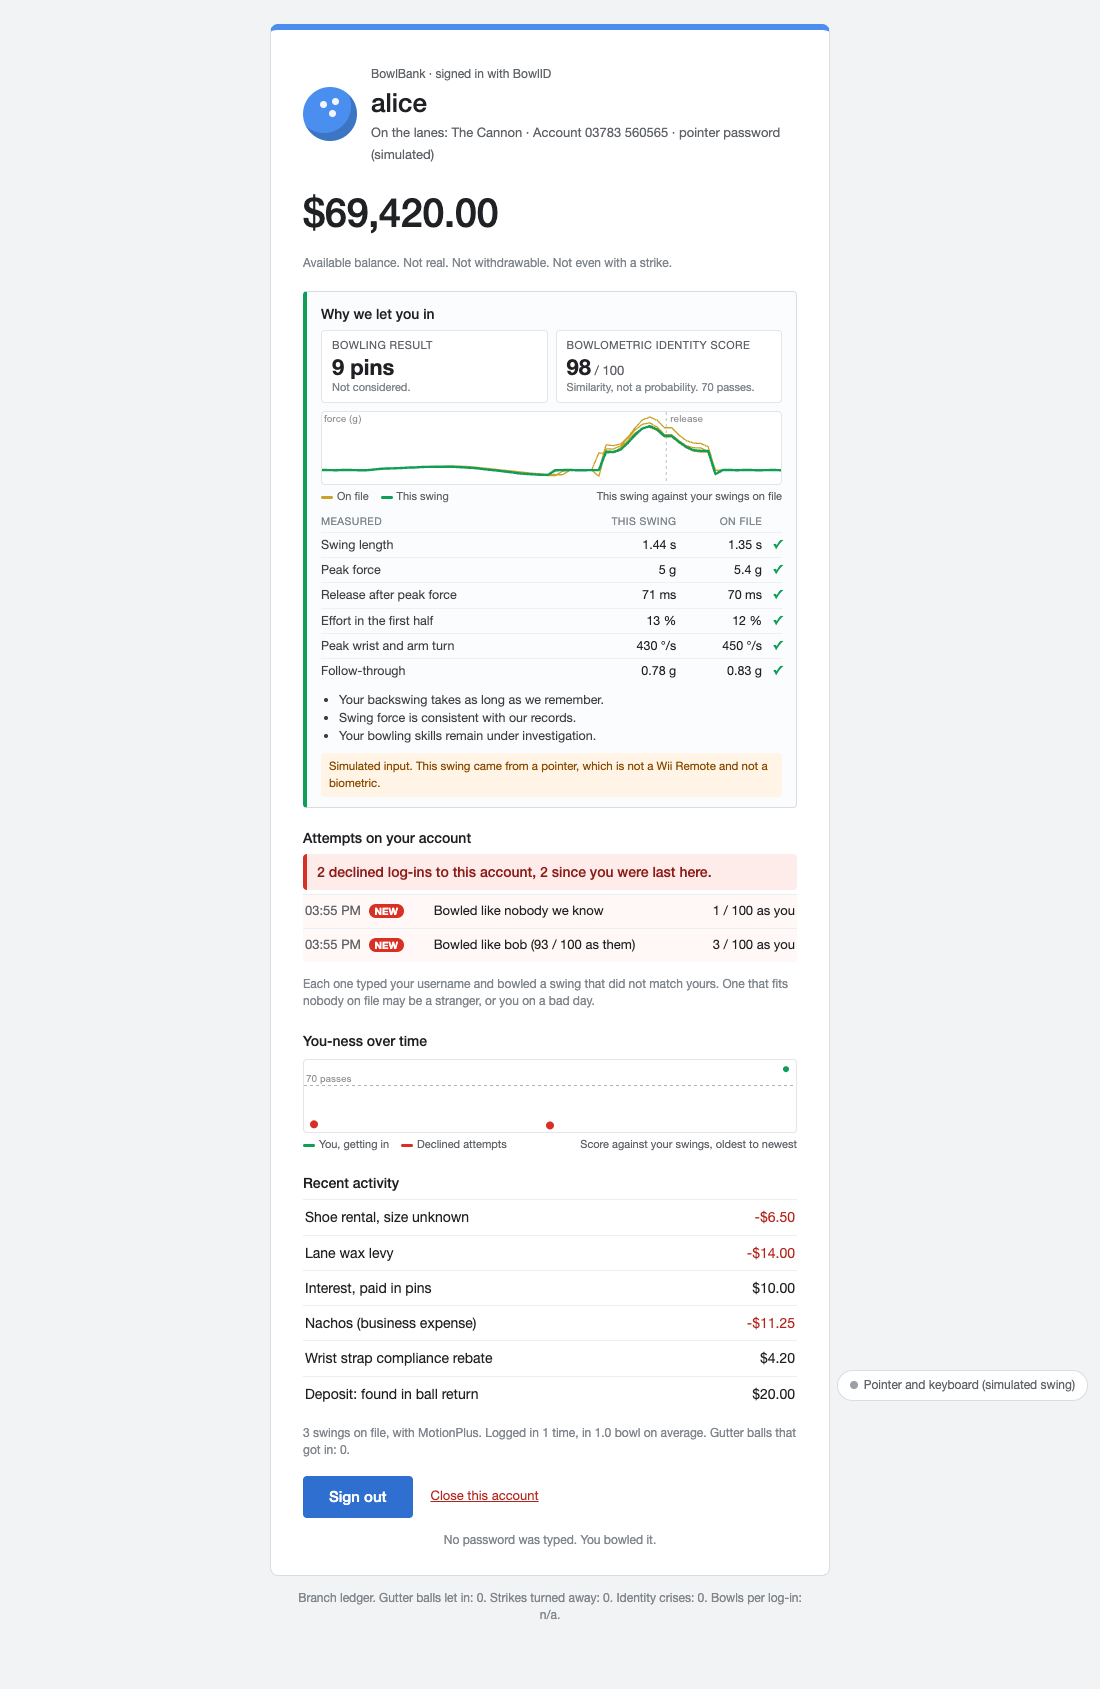 BowlBank · signed in with BowlID
alice
On the lanes: The Cannon · Account 03783 560565 · pointer password
(simulated)
$69,420.00
Available balance. Not real. Not withdrawable. Not even with a strike.
Why we let you in
BOWLING RESULT
9 pins
Not considered.
BOWLOMETRIC IDENTITY SCORE
98 / 100
Similarity, not a probability. 70 passes.
force (g)
release
On file This swing This swing against your swings on file
MEASURED THIS SWING ON FILE
Swing length 1.44 s 1.35 s ✓
Peak force 5 g 5.4 g ✓
Release after peak force 71 ms 70 ms ✓
Effort in the first half 13 % 12 % ✓
Peak wrist and arm turn 430 °/s 450 °/s ✓
Follow-through 0.78 g 0.83 g ✓
• Your backswing takes as long as we remember.
• Swing force is consistent with our records.
• Your bowling skills remain under investigation.
Simulated input. This swing came from a pointer, which is not a Wii Remote and not a
biometric.
Attempts on your account
2 declined log-ins to this account, 2 since you were last here.
03:55 PM NEW Bowled like nobody we know 1 / 100 as you
03:55 PM NEW Bowled like bob (93 / 100 as them) 3 / 100 as you
Each one typed your username and bowled a swing that did not match yours. One that fits
nobody on file may be a stranger, or you on a bad day.
You-ness over time
70 passes
You, getting in Declined attempts Score against your swings, oldest to newest
Recent activity
Shoe rental, size unknown -$6.50
Lane wax levy -$14.00
Interest, paid in pins $10.00
Nachos (business expense) -$11.25
Wrist strap compliance rebate $4.20
Deposit: found in ball return $20.00
Pointer and keyboard (simulated swing)
3 swings on file, with MotionPlus. Logged in 1 time, in 1.0 bowl on average. Gutter balls that
got in: 0.
Sign out Close this account
No password was typed. You bowled it.
Branch ledger. Gutter balls let in: 0. Strikes turned away: 0. Identity crises: 0. Bowls per log-in:
n/a.